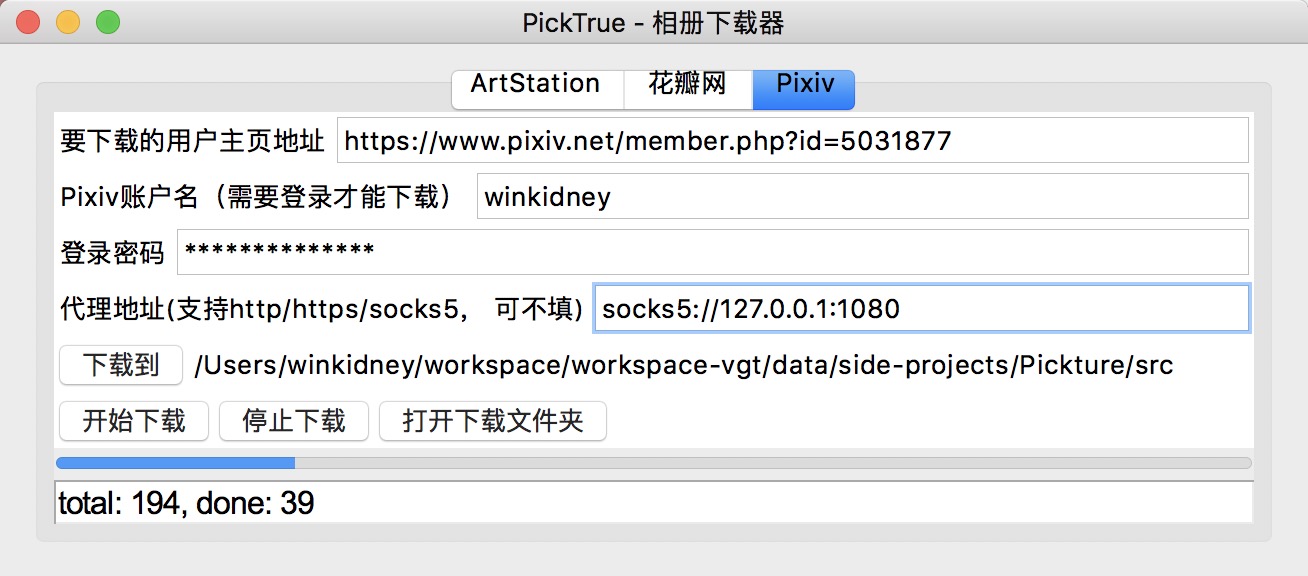 PickTrue - 相册下载器
ArtStation 花瓣网 Pixiv
要下载的用户主页地址 https://www.pixiv.net/member.php?id=5031877
Pixiv账户名（需要登录才能下载） winkidney
登录密码 **************
代理地址(支持http/https/socks5， 可不填) socks5://127.0.0.1:1080
下载到 /Users/winkidney/workspace/workspace-vgt/data/side-projects/Pickture/src
开始下载 停止下载 打开下载文件夹
total: 194, done: 39